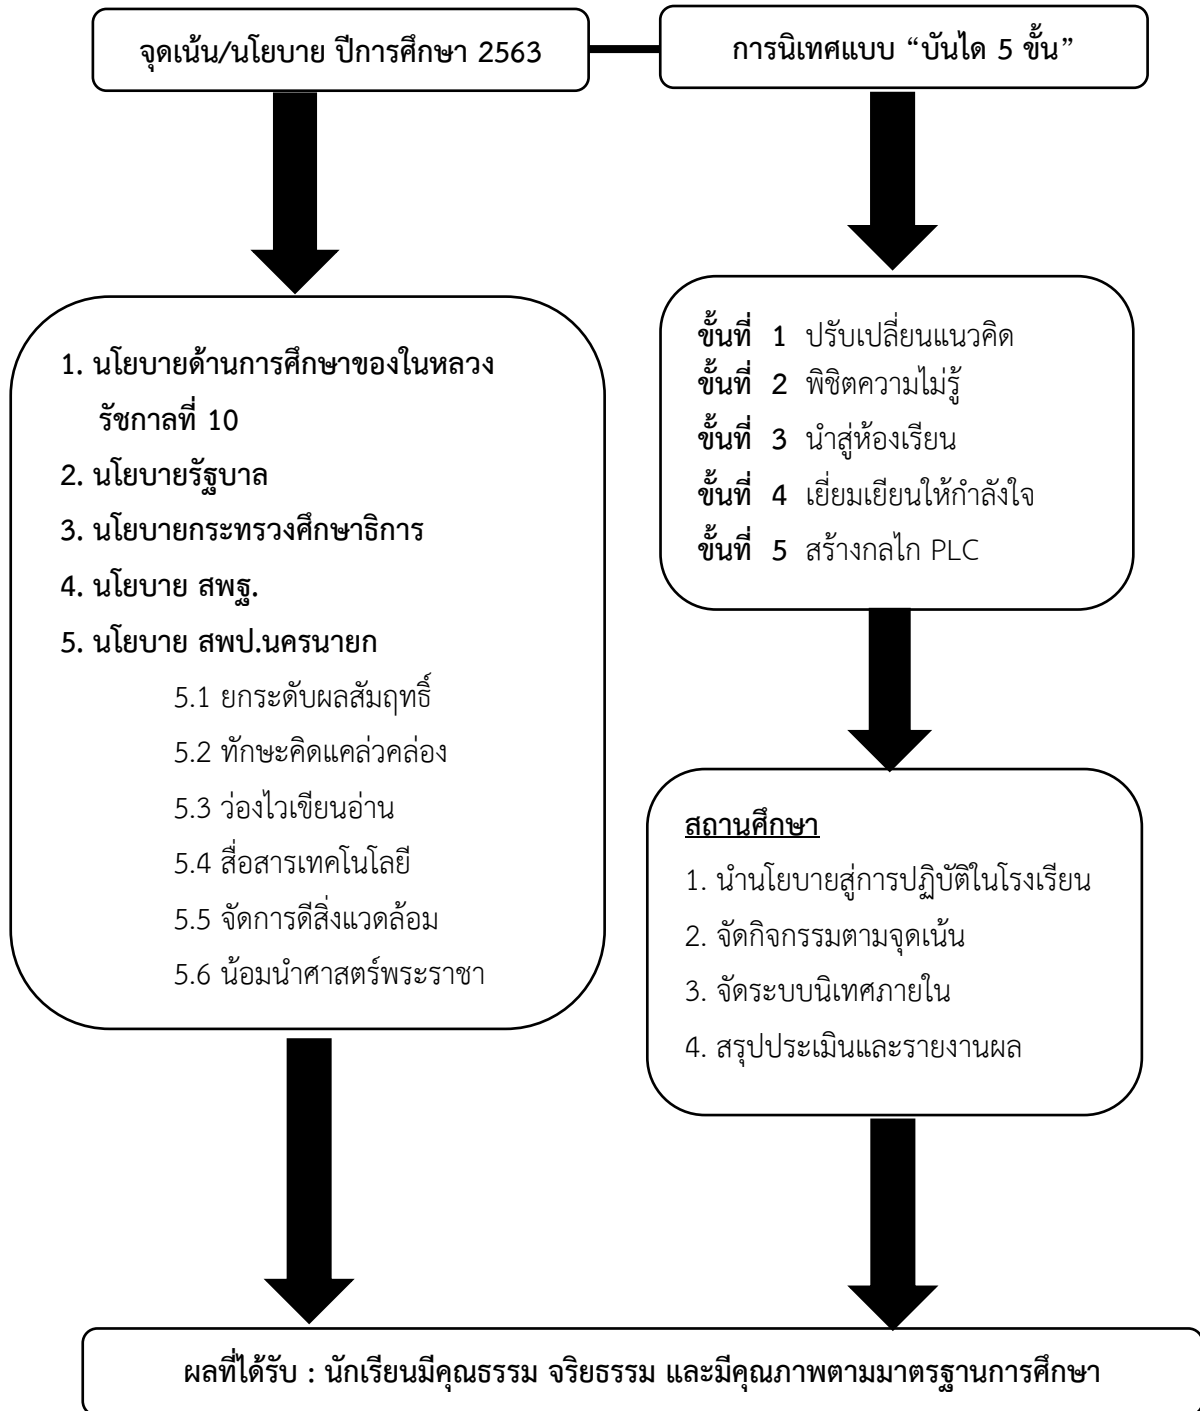 จุดเน้น/นโยบาย ปีการศึกษา 2563
การนิเทศแบบ “บันได 5 ขั้น”
1. นโยบายด้านการศึกษาของในหลวง
รัชกาลที่ 10
2. นโยบายรัฐบาล
3. นโยบายกระทรวงศึกษาธิการ
4. นโยบาย สพฐ.
5. นโยบาย สพป.นครนายก
5.1 ยกระดับผลสัมฤทธิ์
5.2 ทักษะคิดแคล่วคล่อง
5.3 ว่องไวเขียนอ่าน
5.4 สื่อสารเทคโนโลยี
5.5 จัดการดีสิ่งแวดล้อม
5.6 น้อมนำศาสตร์พระราชา
ขั้นที่ 1 ปรับเปลี่ยนแนวคิด
ขั้นที่ 2 พิชิตความไม่รู้
ขั้นที่ 3 นำสู่ห้องเรียน
ขั้นที่ 4 เยี่ยมเยียนให้กำลังใจ
ขั้นที่ 5 สร้างกลไก PLC
สถานศึกษา
1. นำนโยบายสู่การปฏิบัติในโรงเรียน
2. จัดกิจกรรมตามจุดเน้น
3. จัดระบบนิเทศภายใน
4. สรุปประเมินและรายงานผล
ผลที่ได้รับ : นักเรียนมีคุณธรรม จริยธรรม และมีคุณภาพตามมาตรฐานการศึกษา